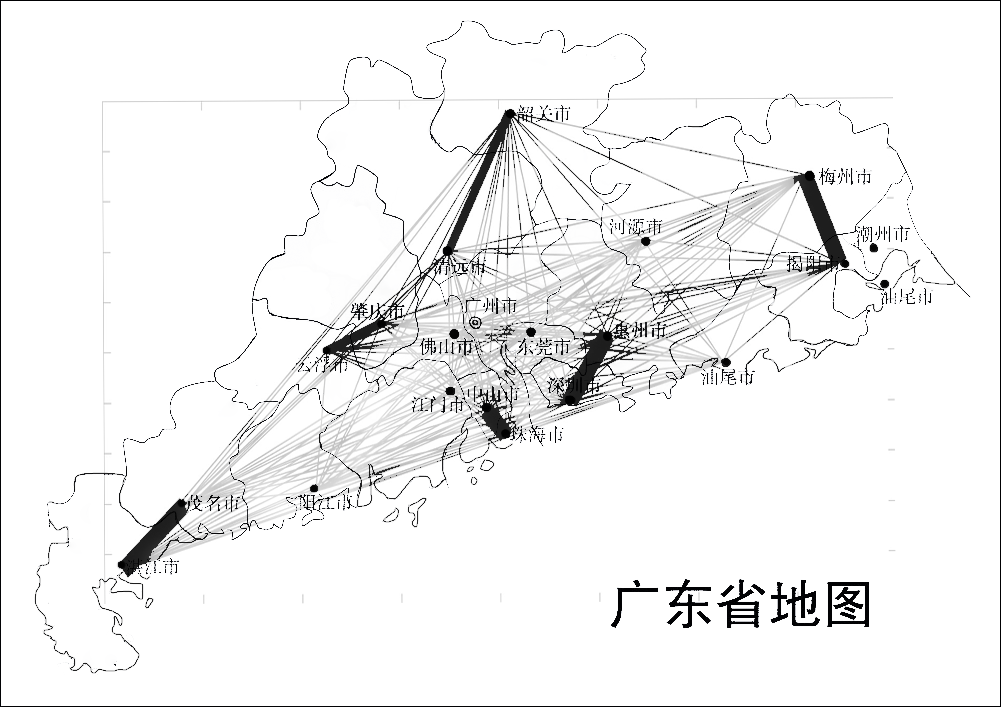 韶关市
梅州市
河源市
潮州市
清远市
揭阳市
汕尾市
广州市
肇庆市
惠州市
佛山市
东莞市
云浮市
汕尾市
深圳市
中山市
江门市
珠海市
茂名市
阳江市
湛江市
广东省地图